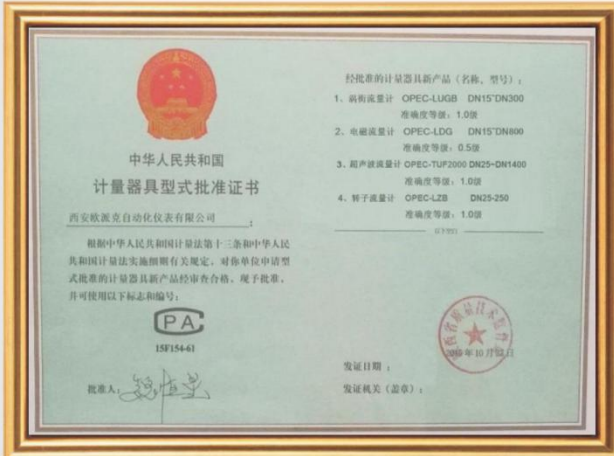 中华人民共和国
计量器具型式批准证书
西安欧派克自动化仪表有限公司:
根据中华人民共和国计量法第十三条和中华人民
共和国计量法实施细则有关规定,对你单位申请型
式批准的计量器具新产品经审查合格,现予批准,
并可使用以下标志和编号:
CPA
15F154-61
批准人:
经批准的计量器具新产品(名称、型号):
1、涡街流量计 OPEC-LUGB DN15~DN300
准确度等级:1.0级
2、电磁流量计 OPEC-LDG DN15~DN800
准确度等级:0.5级
3、超声波流量计 OPEC-TUF2000 DN25~DN1400
准确度等级:1.0级
4、转子流量计 OPEC-LZB DN25-250
准确度等级:1.0级
以下空白
年10月
发证日期:
发证机关(盖章):